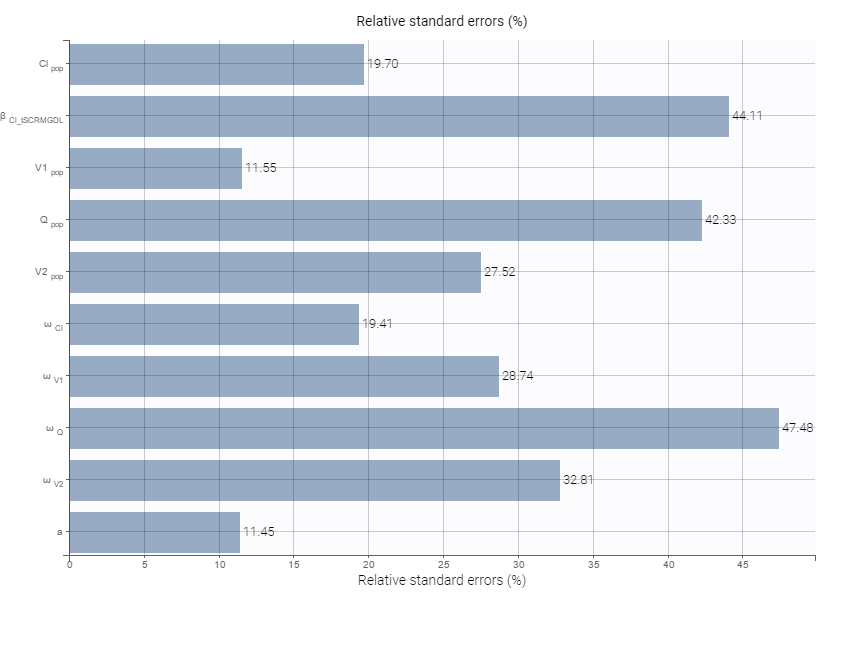 Relative standard errors (%)
Cl pop 19.70
β Cl_tSCRMGDL 44.11
V1 pop 11.55
Q pop 42.33
V2 pop 27.52
ω Cl 19.41
ω V1 28.74
ω Q 47.48
ω V2 32.81
a 11.45
0 5 10 15 20 25 30 35 40 45
Relative standard errors (%)